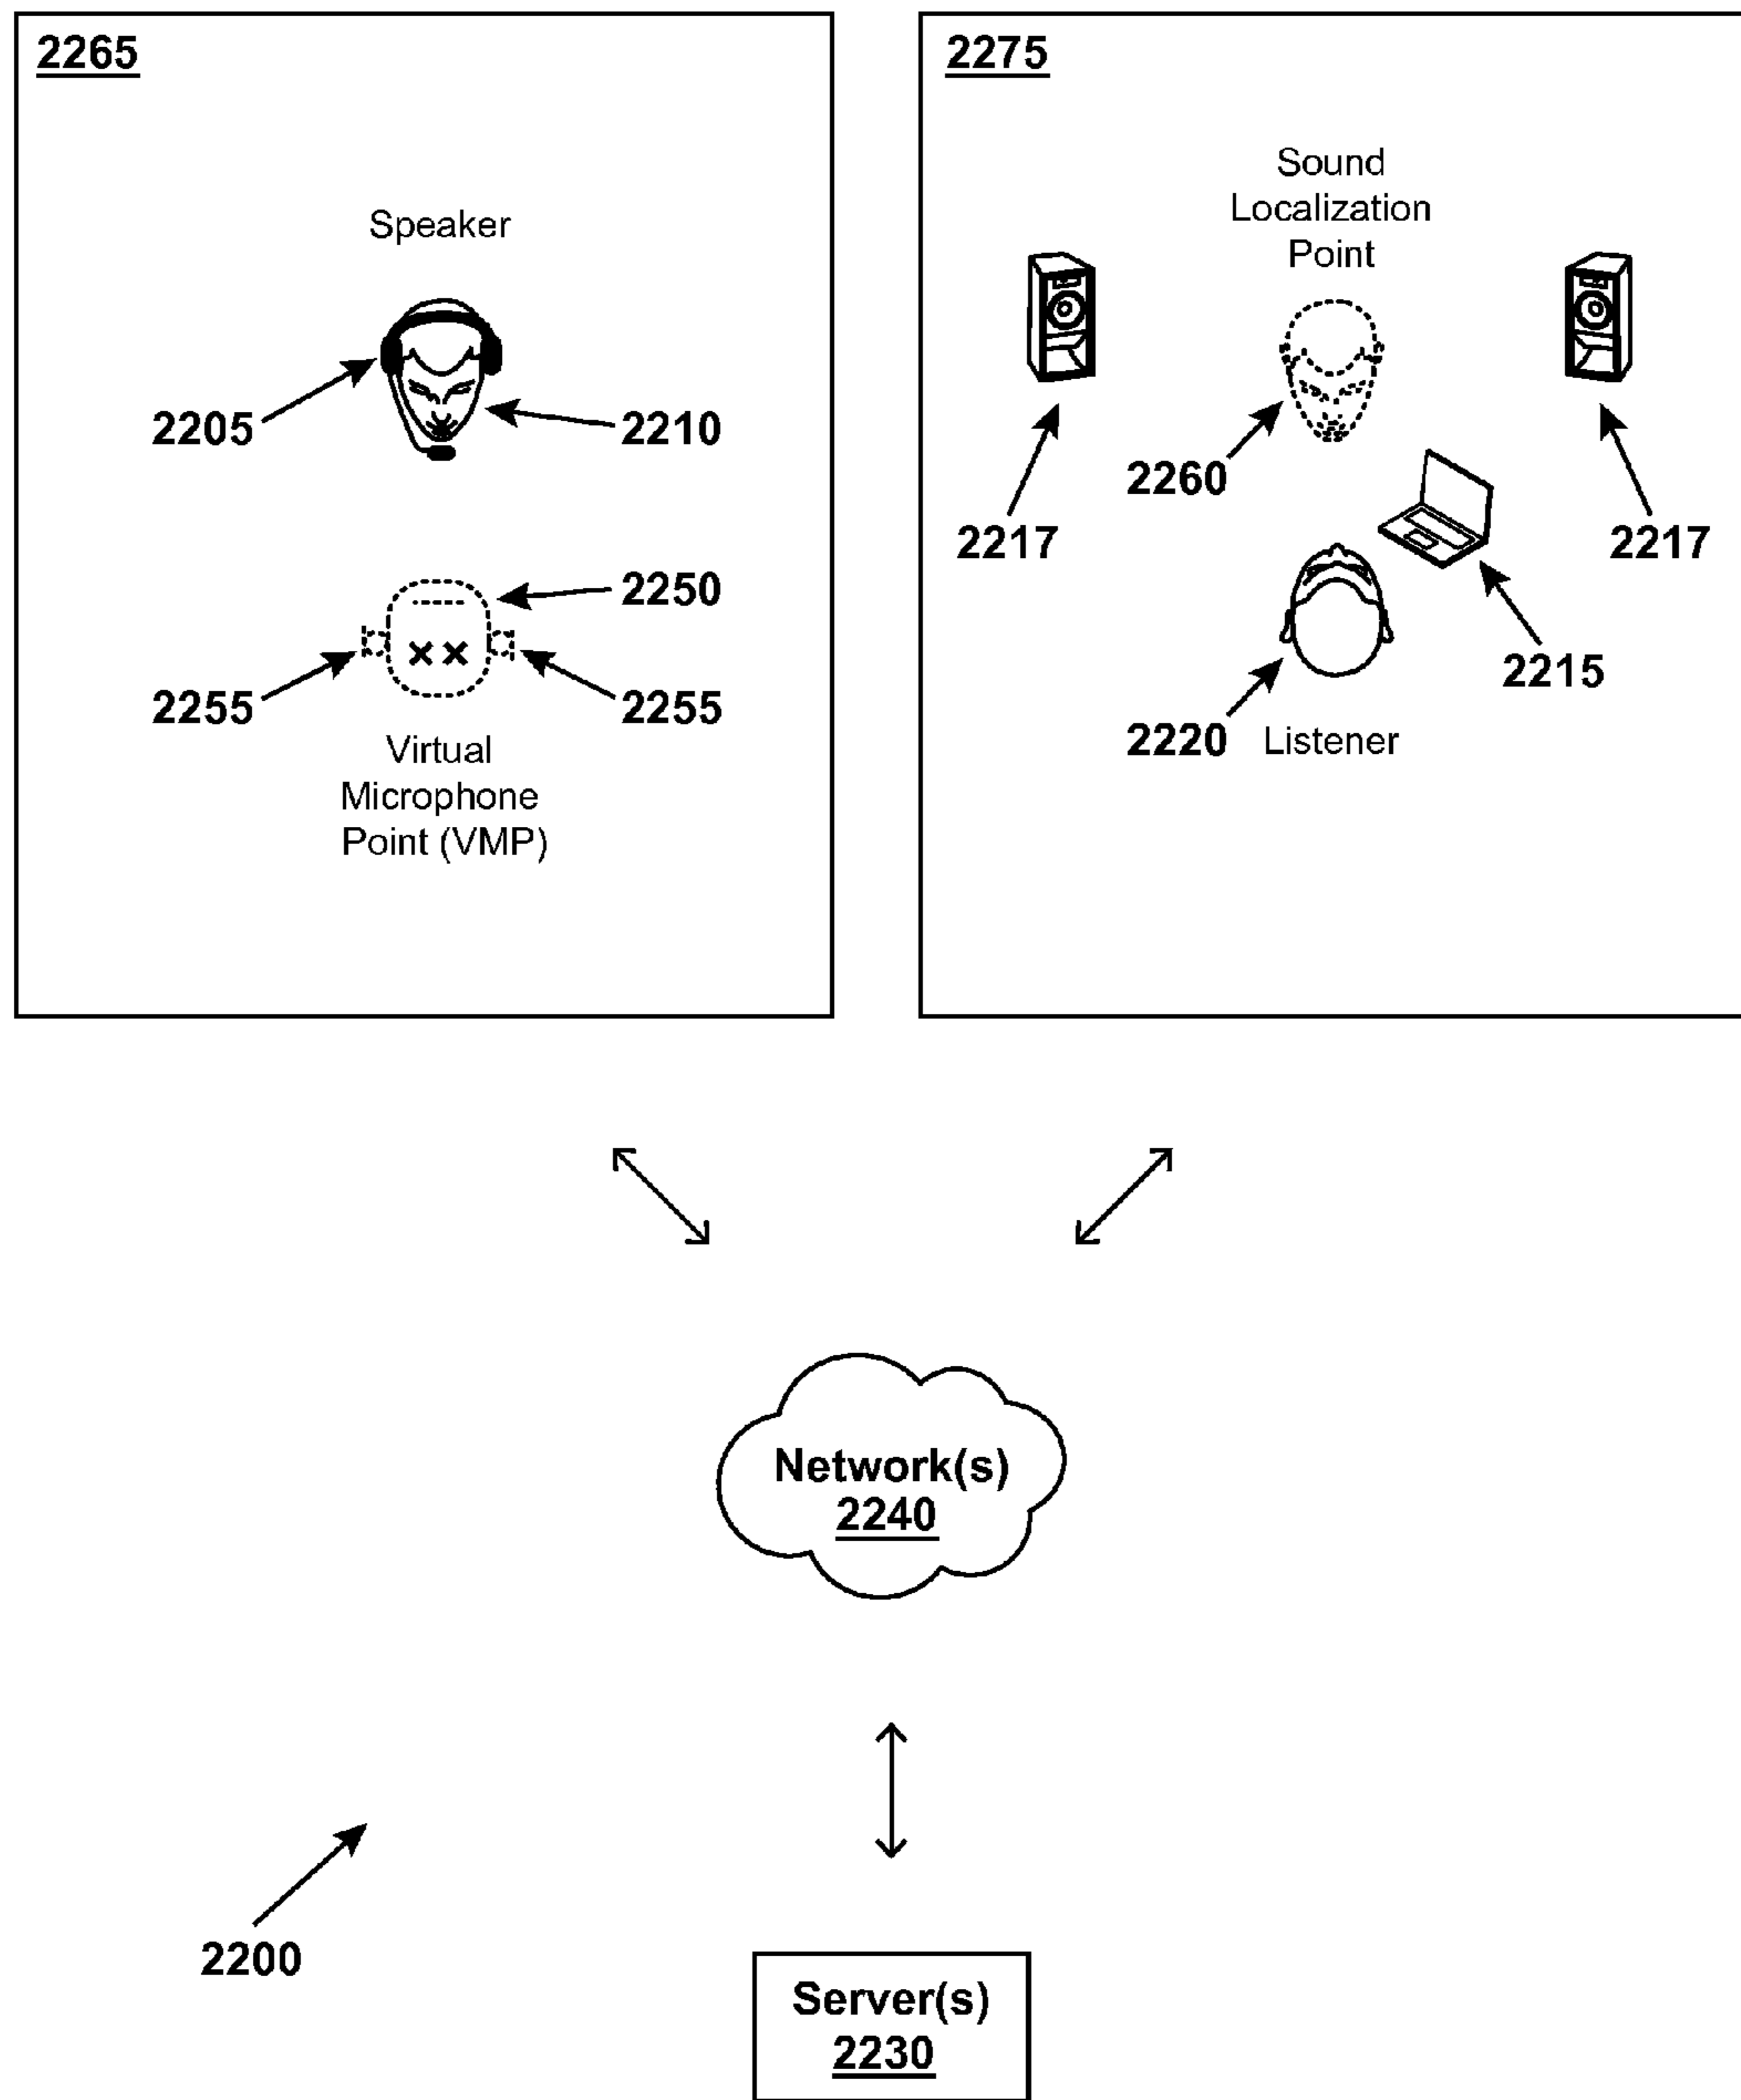 2265
Speaker
2205
2210
2250
2255
2255
Virtual
Microphone
Point (VMP)
2275
Sound
Localization
Point
2260
2217
2217
2215
2220
Listener
Network(s)
2240
2200
Server(s)
2230